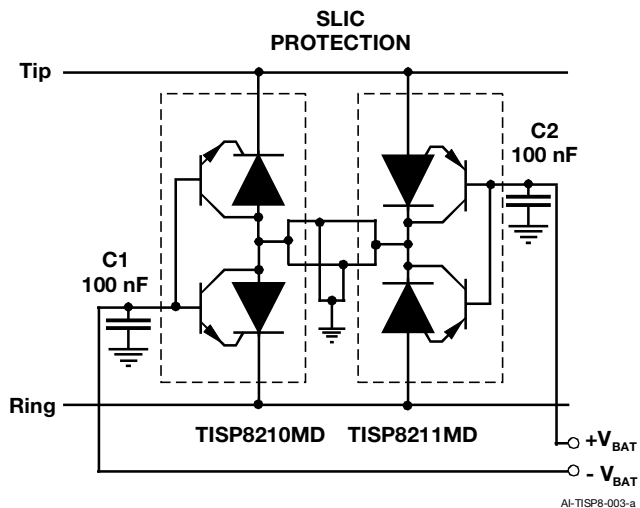 SLIC
PROTECTION
Tip
C2
100 nF
C1
100 nF
Ring
TISP8210MD TISP8211MD
+VBAT
- VBAT
AI-TISP8-003-a